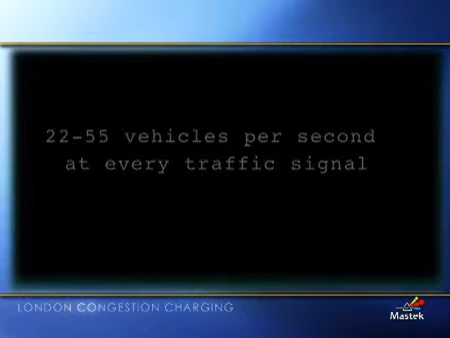 22-55 vehicles per second
at every traffic signal
LONDON CONGESTION CHARGING
Mastek